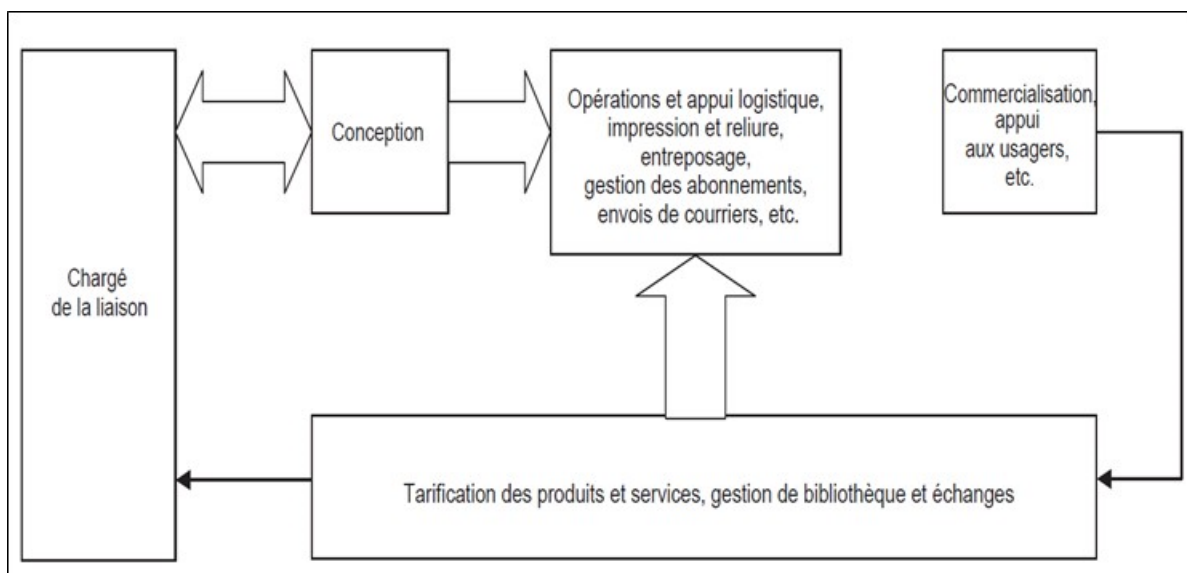 Chargé
de la liaison
Conception
Opérations et appui logistique,
impression et reliure,
entreposage,
gestion des abonnements,
envois de courriers, etc.
Commercialisation,
appui
aux usagers,
etc.
Tarification des produits et services, gestion de bibliothèque et échanges